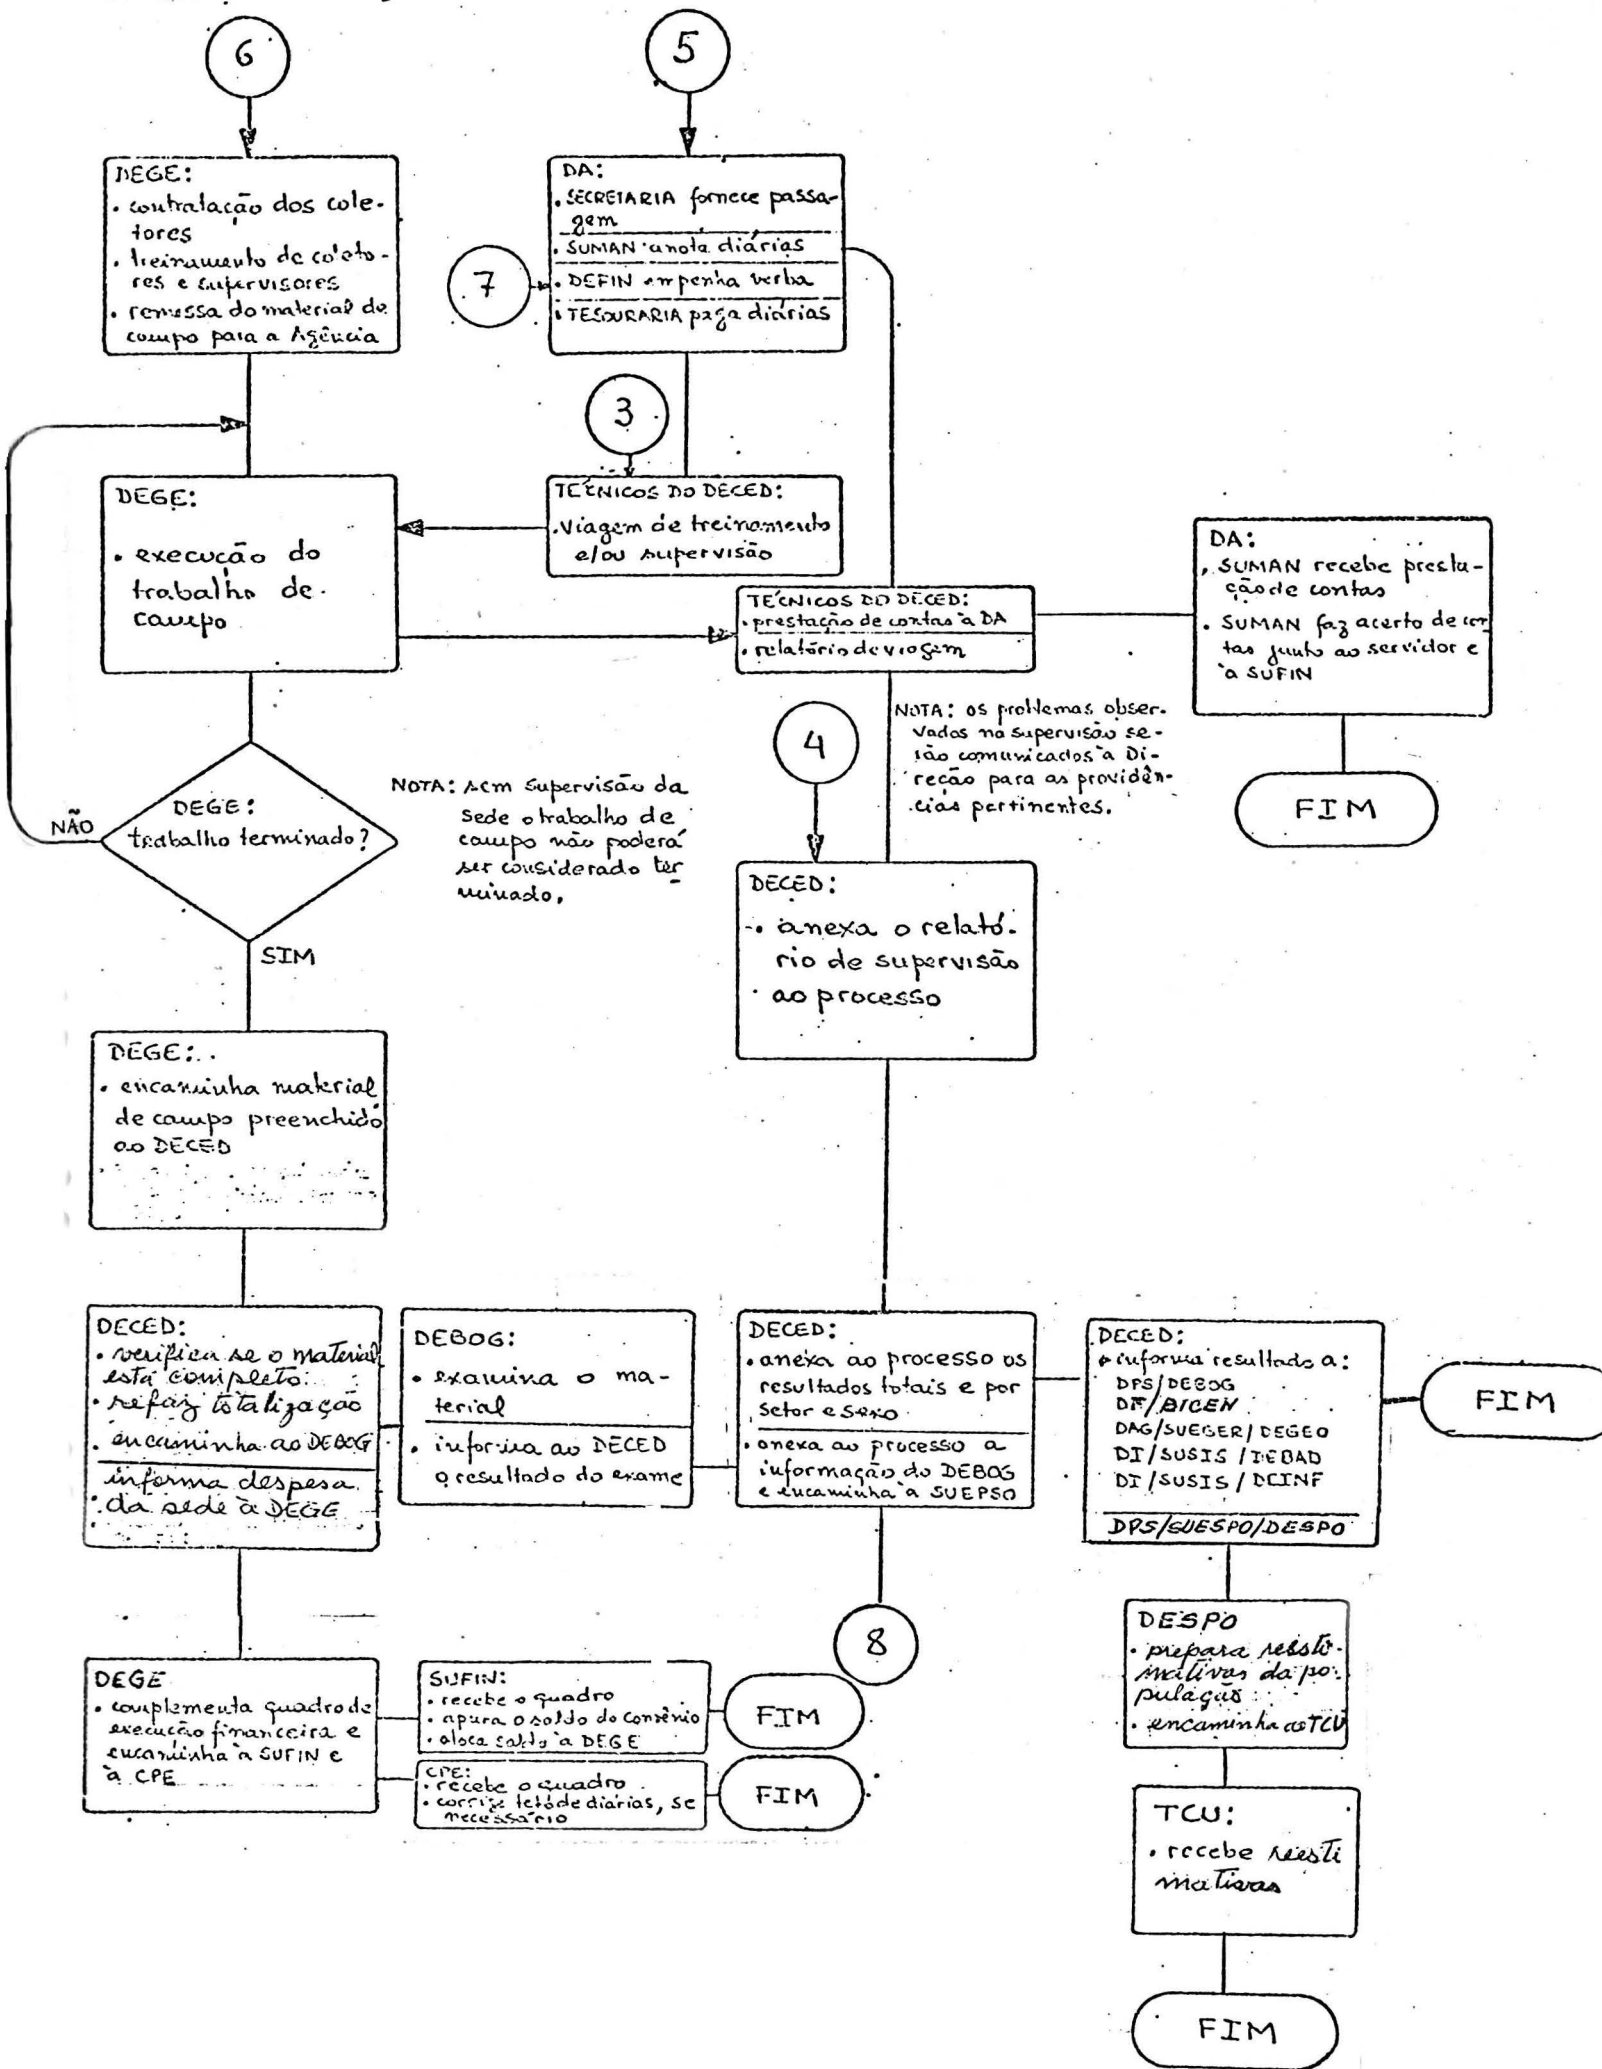 6
5
DEGE:
• contratação dos cole-
tores
• treinamento de coleto-
res e supervisores
• remessa do material de
campo para a Agência
DA:
• SECRETARIA fornece passa-
gem
• SUMAN anota diárias
• DEFIN empenha verba
• TESOURARIA paga diárias
7
3
DEGE:
• execução do
trabalho de
campo
TÉCNICOS DO DECED:
• Viagem de treinamento
e/ou supervisão
TÉCNICOS DO DECED:
• prestação de contas à DA
• relatório de viagem
DA:
• SUMAN recebe presta-
ção de contas
• SUMAN faz acerto de con
tas junto ao servidor e
à SUFIN
FIM
NOTA: os problemas obser-
vados na supervisão se-
rão comunicados à Di-
reção para as providên-
cias pertinentes.
4
DEGE:
trabalho terminado?
NÃO
SIM
NOTA: sem supervisão da
sede o trabalho de
campo não poderá
ser considerado ter
minado.
DECED:
• anexa o relató-
rio de supervisão
ao processo
DEGE:
• encaminha material
de campo preenchido
ao DECED
DECED:
• verifica se o material
está completo
• refaz totalização
• encaminha ao DEBOG
informa despesa
da sede à DEGE
DEBOG:
• examina o ma-
terial
• informa ao DECED
o resultado do exame
DECED:
• anexa ao processo os
resultados totais e por
setor e sexo
• anexa ao processo a
informação do DEBOG
e encaminha à SUEPSO
DECED:
• informa resultado a:
DPS/DEBOG
DT/BICEN
DAG/SUEGER/DEGEO
DI/SUSIS/DEBAD
DI/SUSIS/DCINF
DPS/SUESPO/DESPO
FIM
8
DESPO
• prepara reesti-
mativas da po-
pulação
• encaminha ao TCU
DEGE
• complementa quadro de
execução financeira e
encaminha à SUFIN e
à CPE
SUFIN:
• recebe o quadro
• apura o saldo do convênio
• aloca saldo à DEGE
FIM
CPE:
• recebe o quadro
• corrige teto de diárias, se
necessário
FIM
TCU:
• recebe reesti
mativas
FIM